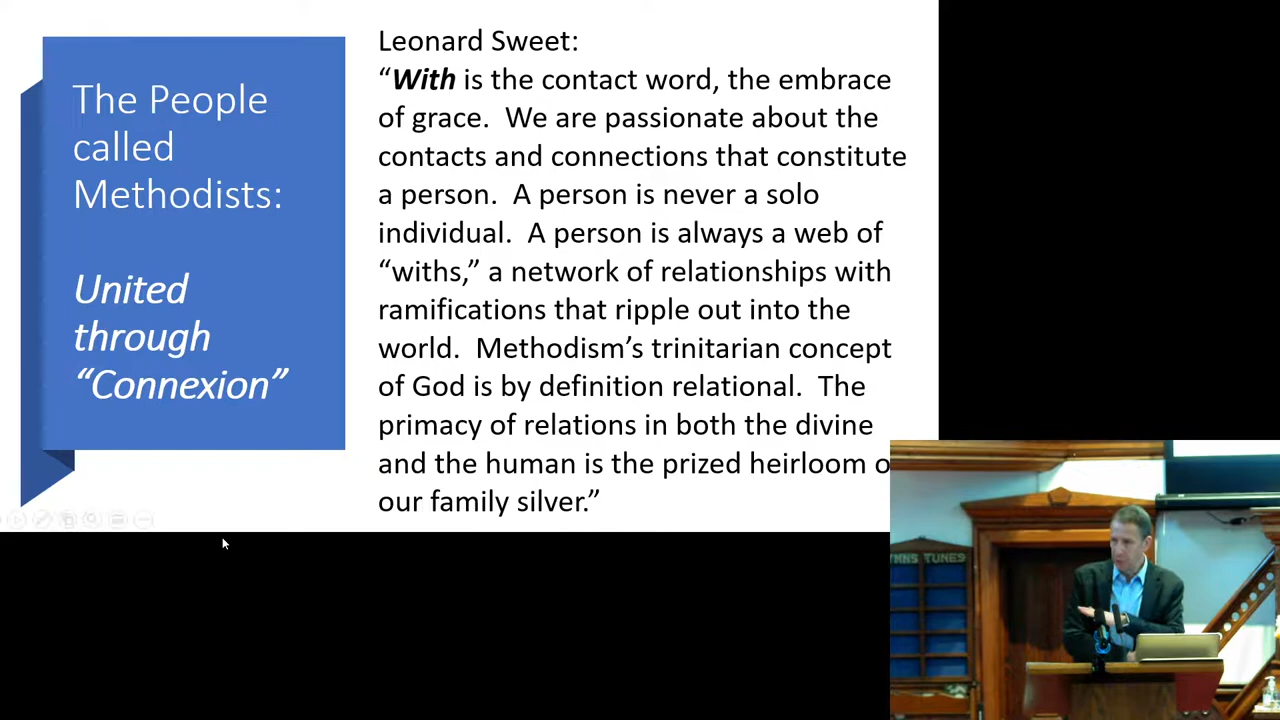 The People
called
Methodists:
United
through
“Connexion”
Leonard Sweet:
“With is the contact word, the embrace
of grace.  We are passionate about the
contacts and connections that constitute
a person.  A person is never a solo
individual.  A person is always a web of
“withs,” a network of relationships with
ramifications that ripple out into the
world.  Methodism’s trinitarian concept
of God is by definition relational.  The
primacy of relations in both the divine
and the human is the prized heirloom o
our family silver.”
TUNES